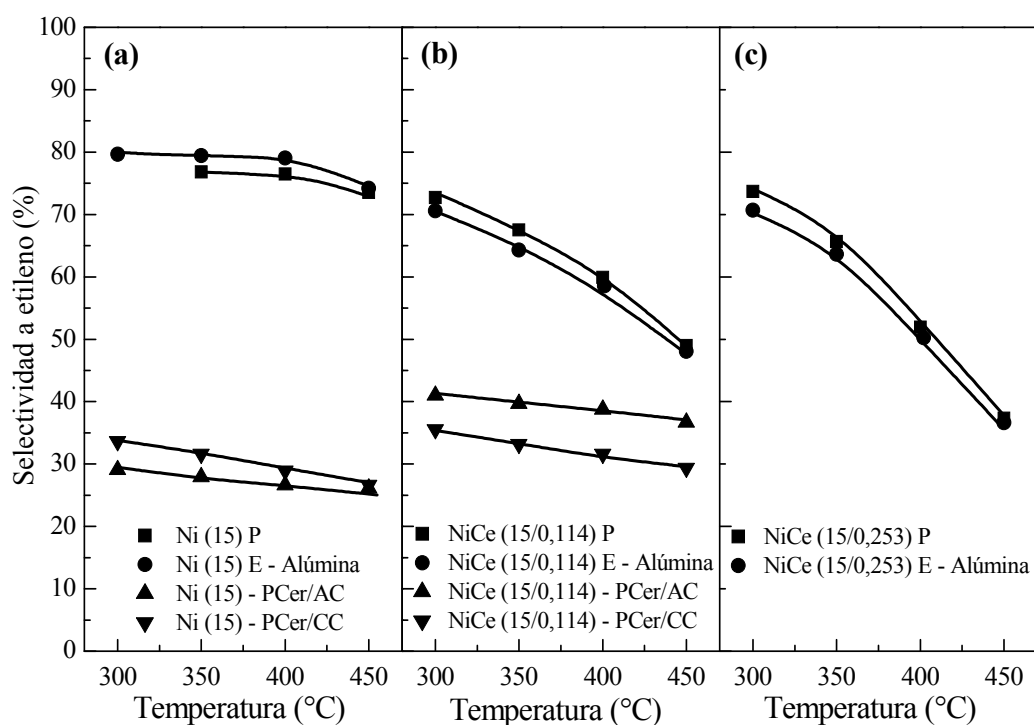 Selectividad a etileno (%)
100
90
80
70
60
50
40
30
20
10
0
(a)
Ni (15) P
Ni (15) E - Alúmina
Ni (15) - PCer/AC
Ni (15) - PCer/CC
300 350 400 450
Temperatura (°C)
(b)
NiCe (15/0,114) P
NiCe (15/0,114) E - Alúmina
NiCe (15/0,114) - PCer/AC
NiCe (15/0,114) - PCer/CC
300 350 400 450
Temperatura (°C)
(c)
NiCe (15/0,253) P
NiCe (15/0,253) E - Alúmina
300 350 400 450
Temperatura (°C)